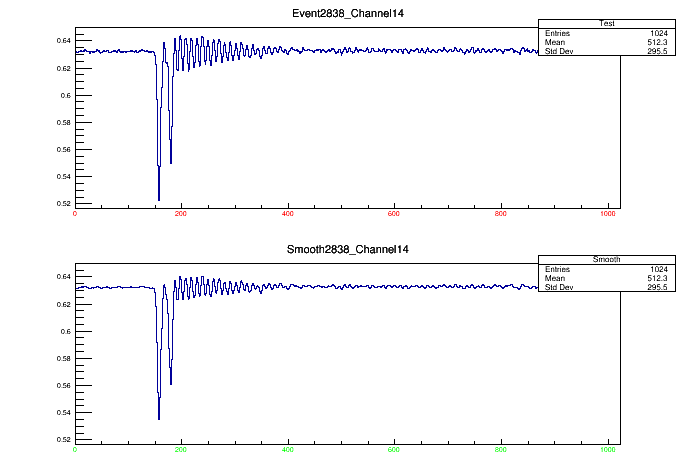 Event2838_Channel14
Test
Entries 1024
Mean 512.3
Std Dev 295.5
0.64
0.62
0.6
0.58
0.56
0.54
0.52
0 200 400 600 800 1000
Smooth2838_Channel14
Smooth
Entries 1024
Mean 512.3
Std Dev 295.5
0.64
0.62
0.6
0.58
0.56
0.54
0.52
0 200 400 600 800 1000